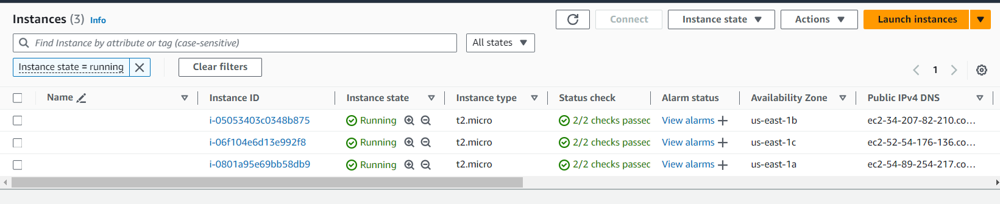 Instances (3) Info
Connect Instance state Actions Launch instances
Find Instance by attribute or tag (case-sensitive) All states
Instance state = running Clear filters
1
Name Instance ID Instance state Instance type Status check Alarm status Availability Zone Public IPv4 DNS
i-05053403c0348b875 Running t2.micro 2/2 checks passec View alarms us-east-1b ec2-34-207-82-210.co...
i-06f104e6d13e992f8 Running t2.micro 2/2 checks passec View alarms us-east-1c ec2-52-54-176-136.co...
i-0801a95e69bb58db9 Running t2.micro 2/2 checks passec View alarms us-east-1a ec2-54-89-254-217.co...